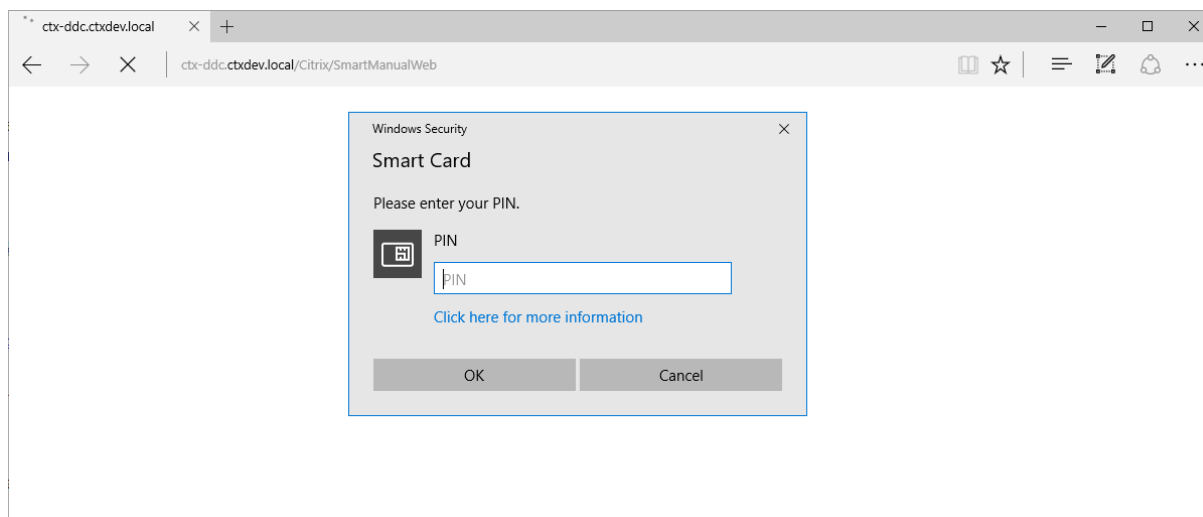 ctx-ddc.ctxdev.local
ctx-ddc.ctxdev.local/Citrix/SmartManualWeb
Windows Security
Smart Card
Please enter your PIN.
PIN
PIN
Click here for more information
OK Cancel